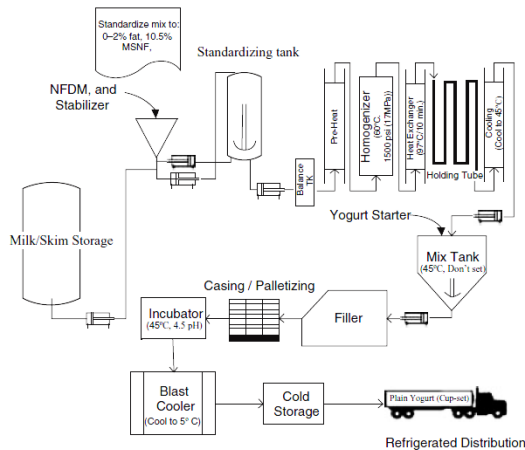 Standardize mix to:
0–2% fat, 10.5%
MSNF,
Standardizing tank
NFDM, and
Stabilizer
Milk/Skim Storage
Balance
TK
Pre-Heat
Homogenizer
(60°C.
1500 psi (17MPa))
Heat Exchanger
(97°C/10 min.)
Holding Tube
Cooling
(Cool to 45°C)
Yogurt Starter
Mix Tank
(45°C, Don't set)
Filler
Casing / Palletizing
Incubator
(45°C, 4.5 pH)
Blast
Cooler
(Cool to 5° C)
Cold
Storage
Plain Yogurt (Cup-set)
Refrigerated Distribution